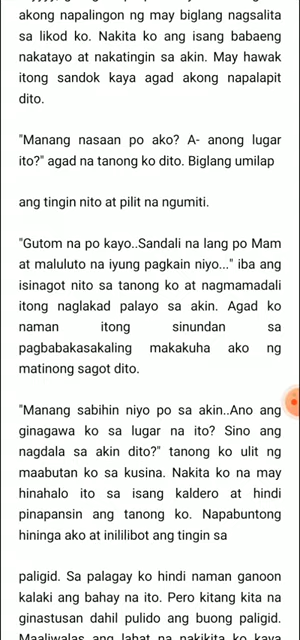 akong napalingon ng may biglang nagsalita
sa likod ko. Nakita ko ang isang babaeng
nakatayo at nakatingin sa akin. May hawak
itong sandok kaya agad akong napalapit
dito.
"Manang nasaan po ako? A- anong lugar
ito?" agad na tanong ko dito. Biglang umilap
ang tingin nito at pilit na ngumiti.
"Gutom na po kayo..Sandali na lang po Mam
at maluluto na iyung pagkain niyo..." iba ang
isinagot nito sa tanong ko at nagmamadali
itong naglakad palayo sa akin. Agad ko
naman itong sinundan sa
pagbabakasakaling makakuha ako ng
matinong sagot dito.
"Manang sabihin niyo po sa akin..Ano ang
ginagawa ko sa lugar na ito? Sino ang
nagdala sa akin dito?" tanong ko ulit ng
maabutan ko sa kusina. Nakita ko na may
hinahalo ito sa isang kaldero at hindi
pinapansin ang tanong ko. Napabuntong
hininga ako at inililibot ang tingin sa
paligid. Sa palagay ko hindi naman ganoon
kalaki ang bahay na ito. Pero kitang kita na
ginastusan dahil pulido ang buong paligid.
Maaliwalas ang lahat na nakikita ko kaya